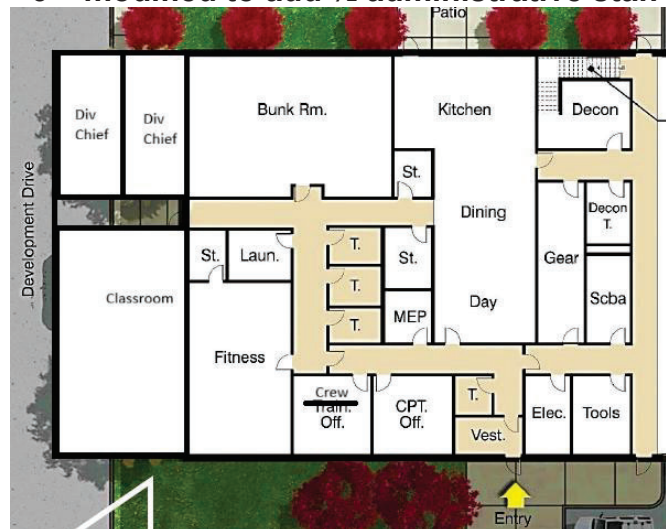 Patio
Div
Chief
Div
Chief
Bunk Rm.
Kitchen
Decon
St.
Dining
Decon
T.
Development Drive
St.
Laun.
T.
St.
Gear
Classroom
T.
Scba
Day
MEP
T.
Fitness
Crew
Train.
Off.
CPT.
Off.
T.
Elec.
Tools
Vest.
Entry